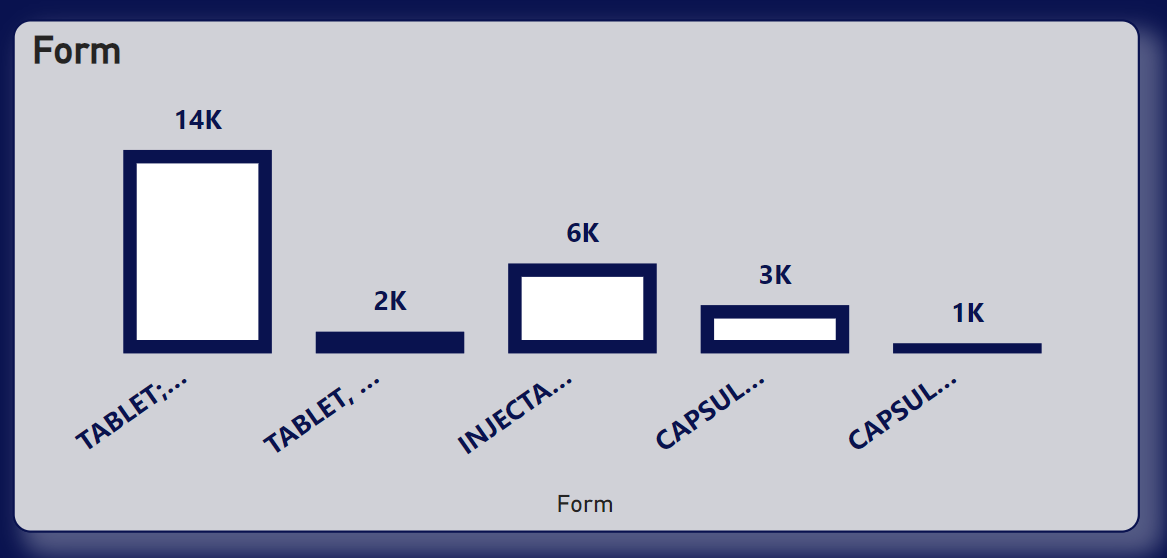 Form
14K
2K
6K
3K
1K
TABLET;...
TABLET, ...
INJECTA...
CAPSUL...
CAPSUL...
Form